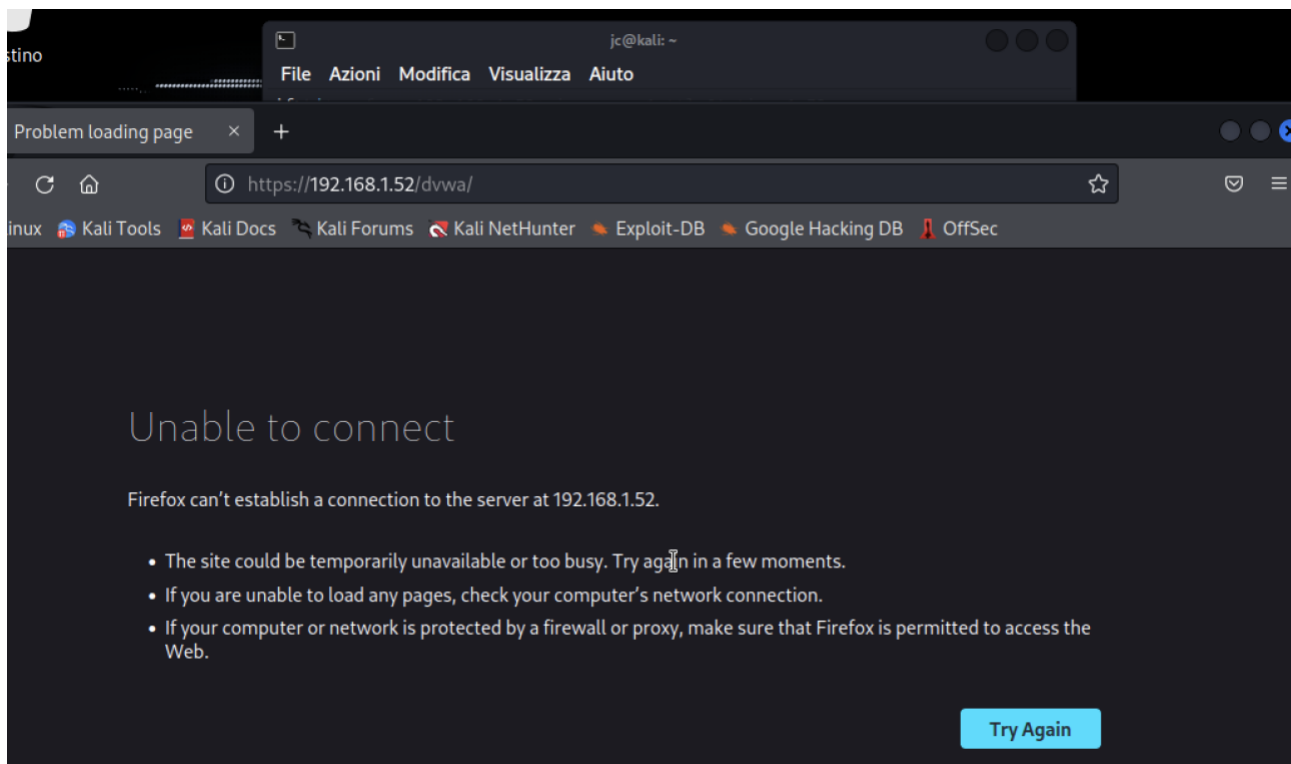 stino
jc@kali: ~
File Azioni Modifica Visualizza Aiuto
Problem loading page × +
https://192.168.1.52/dvwa/
inux Kali Tools Kali Docs Kali Forums Kali NetHunter Exploit-DB Google Hacking DB OffSec
Unable to connect
Firefox can’t establish a connection to the server at 192.168.1.52.
• The site could be temporarily unavailable or too busy. Try again in a few moments.
• If you are unable to load any pages, check your computer’s network connection.
• If your computer or network is protected by a firewall or proxy, make sure that Firefox is permitted to access the
Web.
Try Again